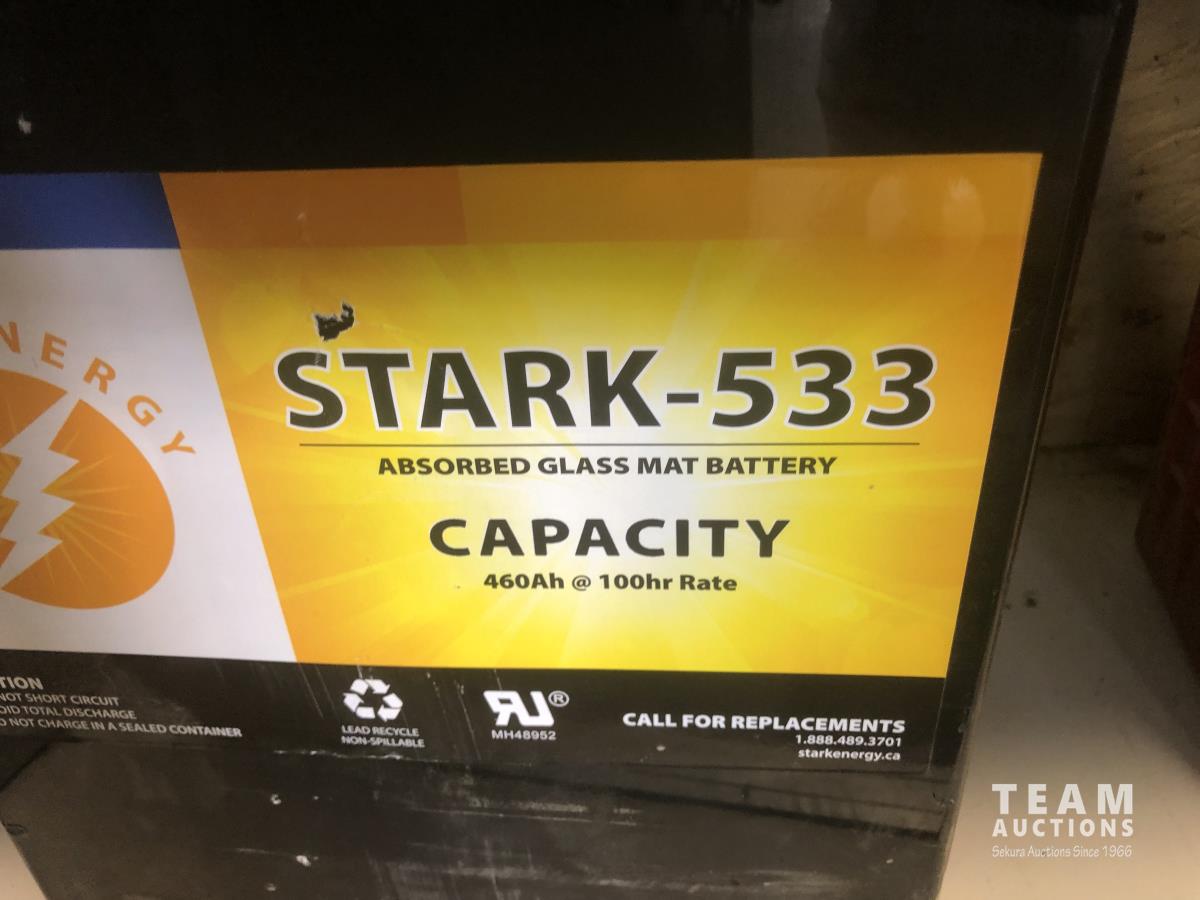 NERGY
STARK-533
ABSORBED GLASS MAT BATTERY
CAPACITY
460Ah @ 100hr Rate
TION
NOT SHORT CIRCUIT
OID TOTAL DISCHARGE
O NOT CHARGE IN A SEALED CONTAINER
LEAD RECYCLE
NON-SPILLABLE
RU®
MH48952
CALL FOR REPLACEMENTS
1.888.489.3701
starkenergy.ca
TEAM
AUCTIONS
Sekura Auctions Since 1966